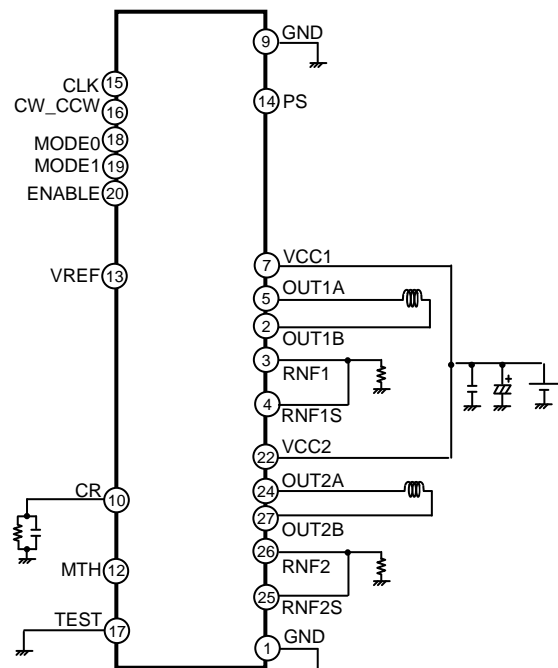 9 GND
15 CLK
14 PS
16 CW_CCW
18 MODE0
19 MODE1
20 ENABLE
7 VCC1
VREF 13
5 OUT1A
2 OUT1B
3 RNF1
4 RNF1S
22 VCC2
CR 10
24 OUT2A
27 OUT2B
26 RNF2
MTH 12
25 RNF2S
TEST 17
1 GND
+